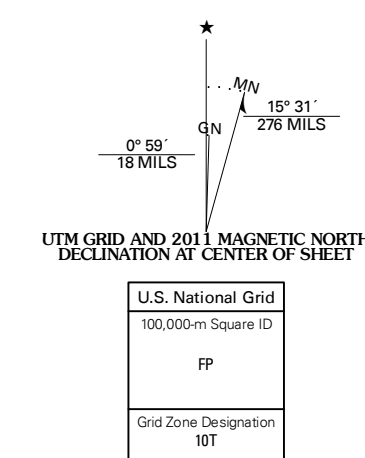 ★
MN
15° 31´
276 MILS
GN
0° 59´
18 MILS
UTM GRID AND 2011 MAGNETIC NORTH
DECLINATION AT CENTER OF SHEET
U.S. National Grid
100,000-m Square ID
FP
Grid Zone Designation
10T